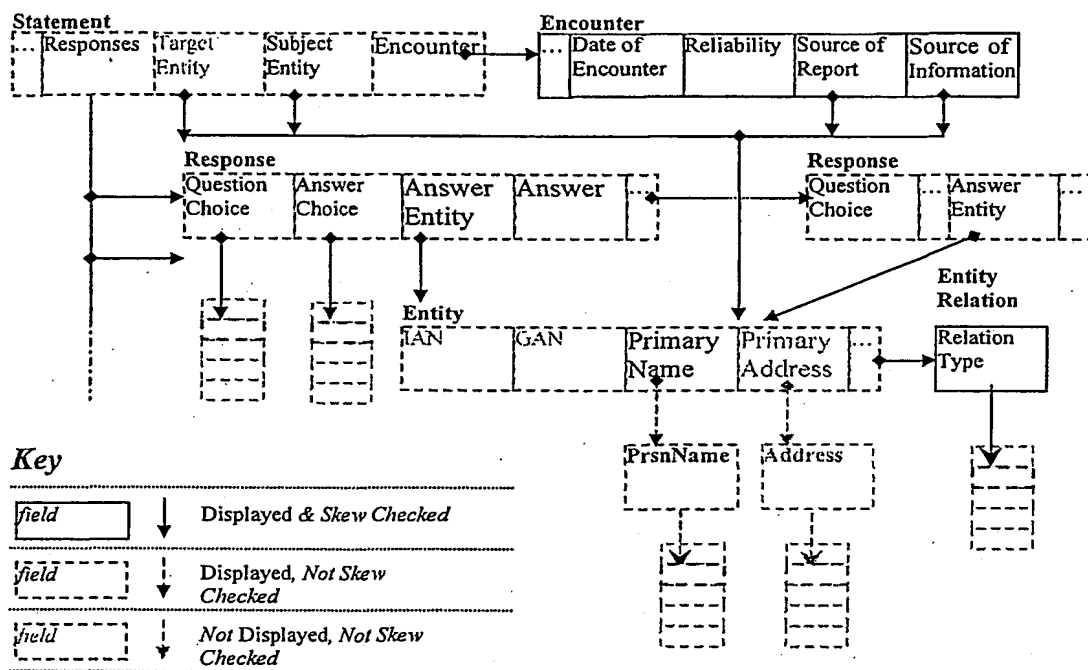 Statement
... Responses Target Entity Subject Entity Encounter
Encounter
... Date of Encounter Reliability Source of Report Source of Information
Response
Question Choice Answer Choice Answer Entity Answer ...
Response
Question Choice ... Answer Entity ...
Entity
IAN GAN Primary Name Primary Address ...
Entity Relation
Relation Type
PrsnName
Address
Key
field Displayed & Skew Checked
field Displayed, Not Skew
Checked
field Not Displayed, Not Skew
Checked